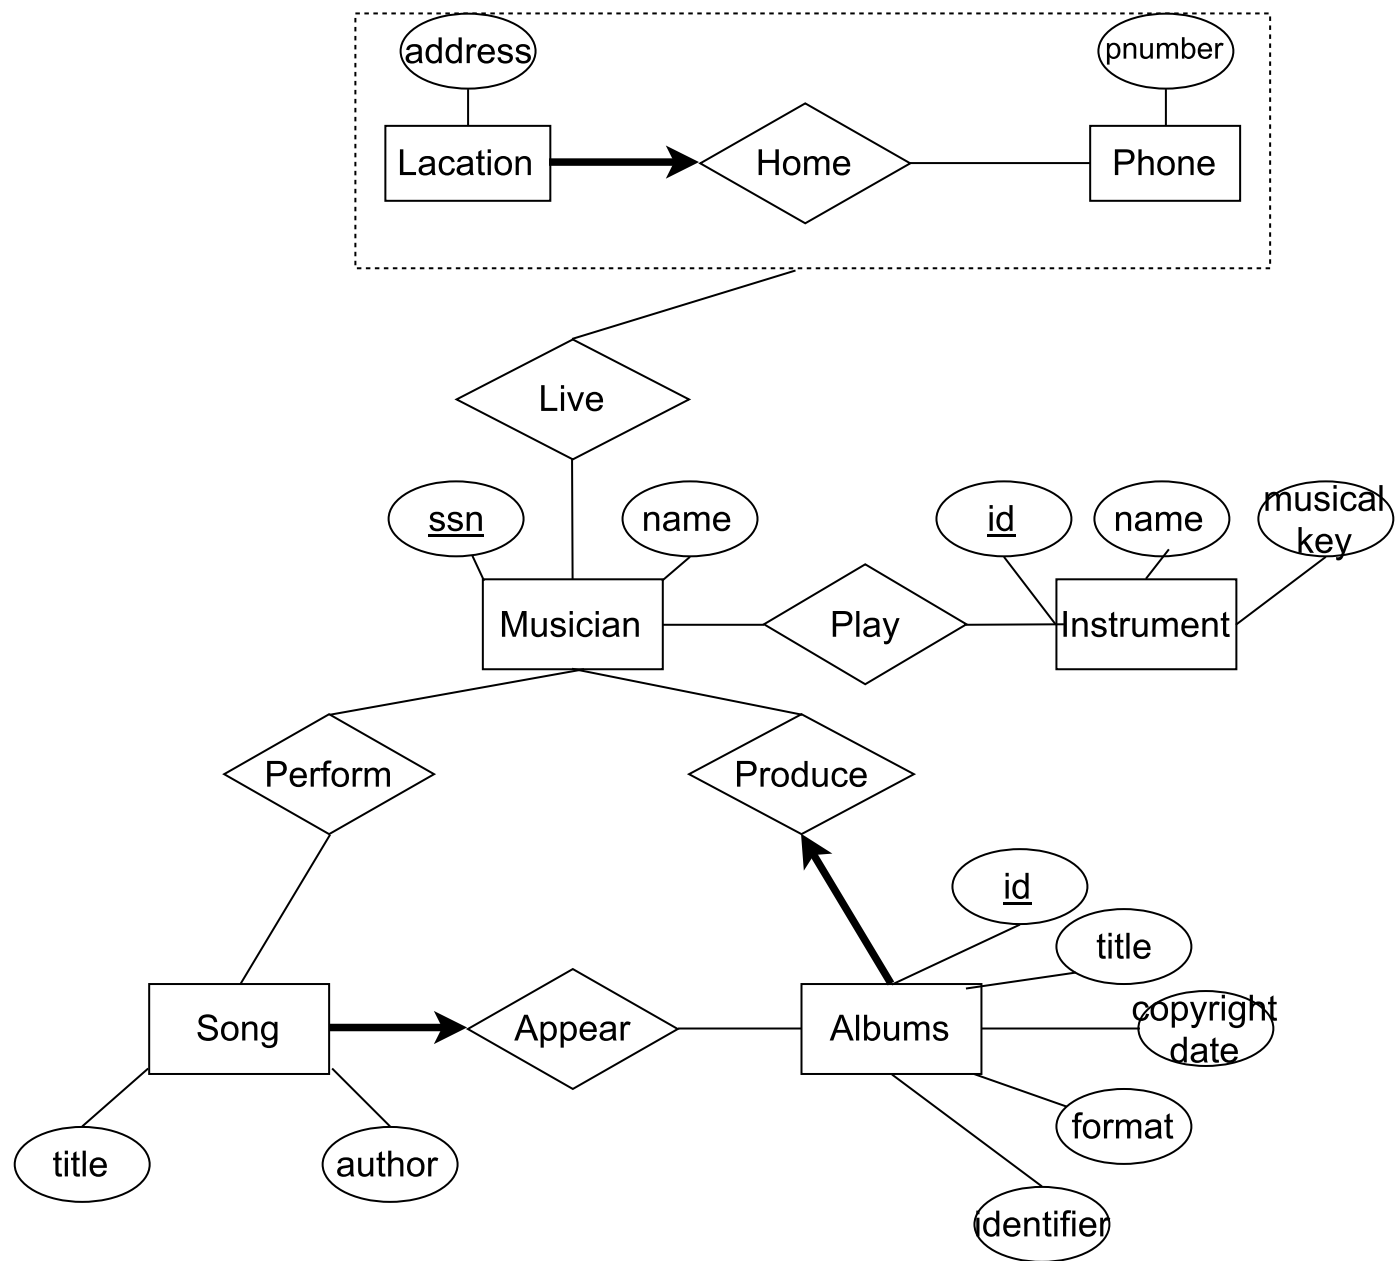 address
pnumber
Lacation
Home
Phone
Live
ssn
name
id
name
musical
key
Musician
Play
Instrument
Perform
Produce
id
title
Song
Appear
Albums
copyright
date
format
title
author
identifier